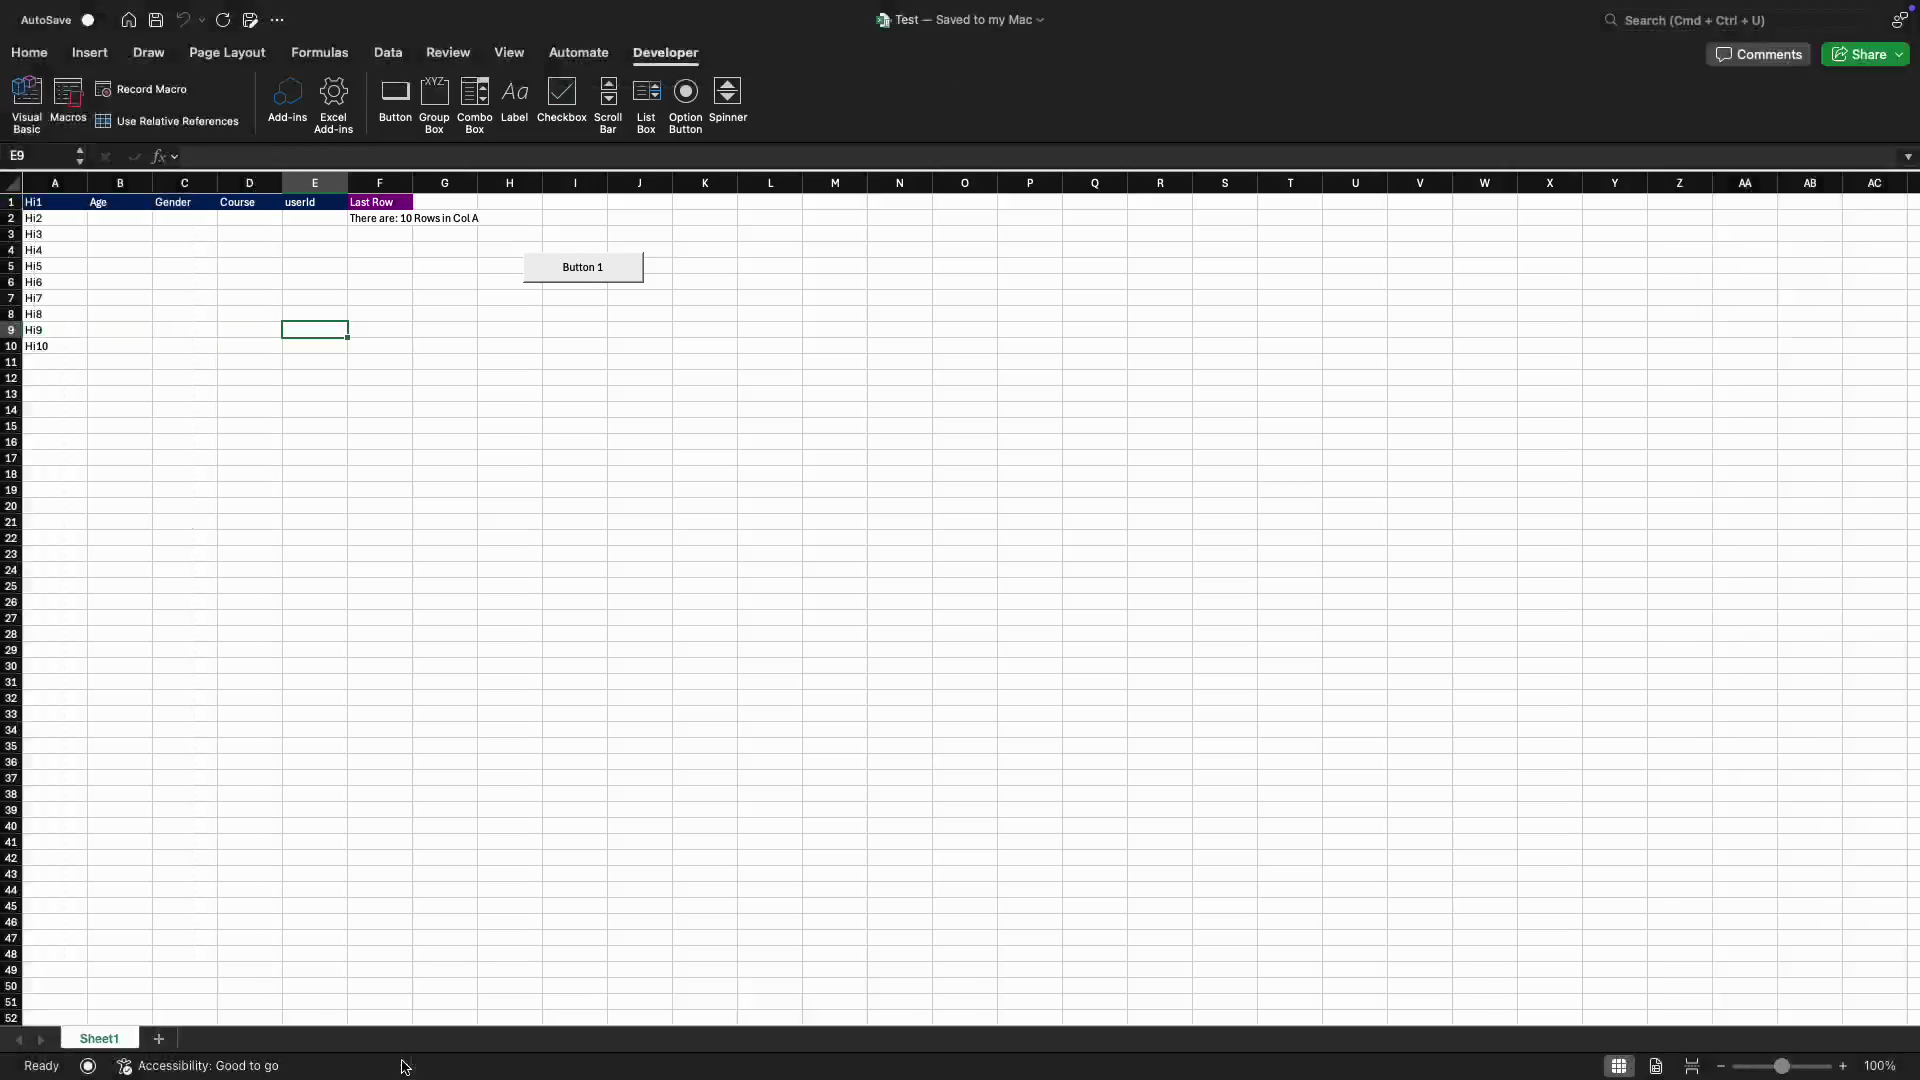 AutoSave
Test — Saved to my Mac
Search (Cmd + Ctrl + U)
Home Insert Draw Page Layout Formulas Data Review View Automate Developer
Comments Share
Visual Basic
Macros
Record Macro
Use Relative References
Add-ins
Excel Add-ins
Button
XYZ
Group Box
Combo Box
Aa
Label
Checkbox
Scroll Bar
List Box
Option Button
Spinner
E9
fx
A B C D E F G H I J K L M N O P Q R S T U V W X Y Z AA AB AC
1 Hi1 Age Gender Course userId Last Row
2 Hi2 There are: 10 Rows in Col A
3 Hi3
4 Hi4
5 Hi5
Button 1
6 Hi6
7 Hi7
8 Hi8
9 Hi9
10 Hi10
11
12
13
14
15
16
17
18
19
20
21
22
23
24
25
26
27
28
29
30
31
32
33
34
35
36
37
38
39
40
41
42
43
44
45
46
47
48
49
50
51
52
Sheet1 +
Ready Accessibility: Good to go
− + 100%